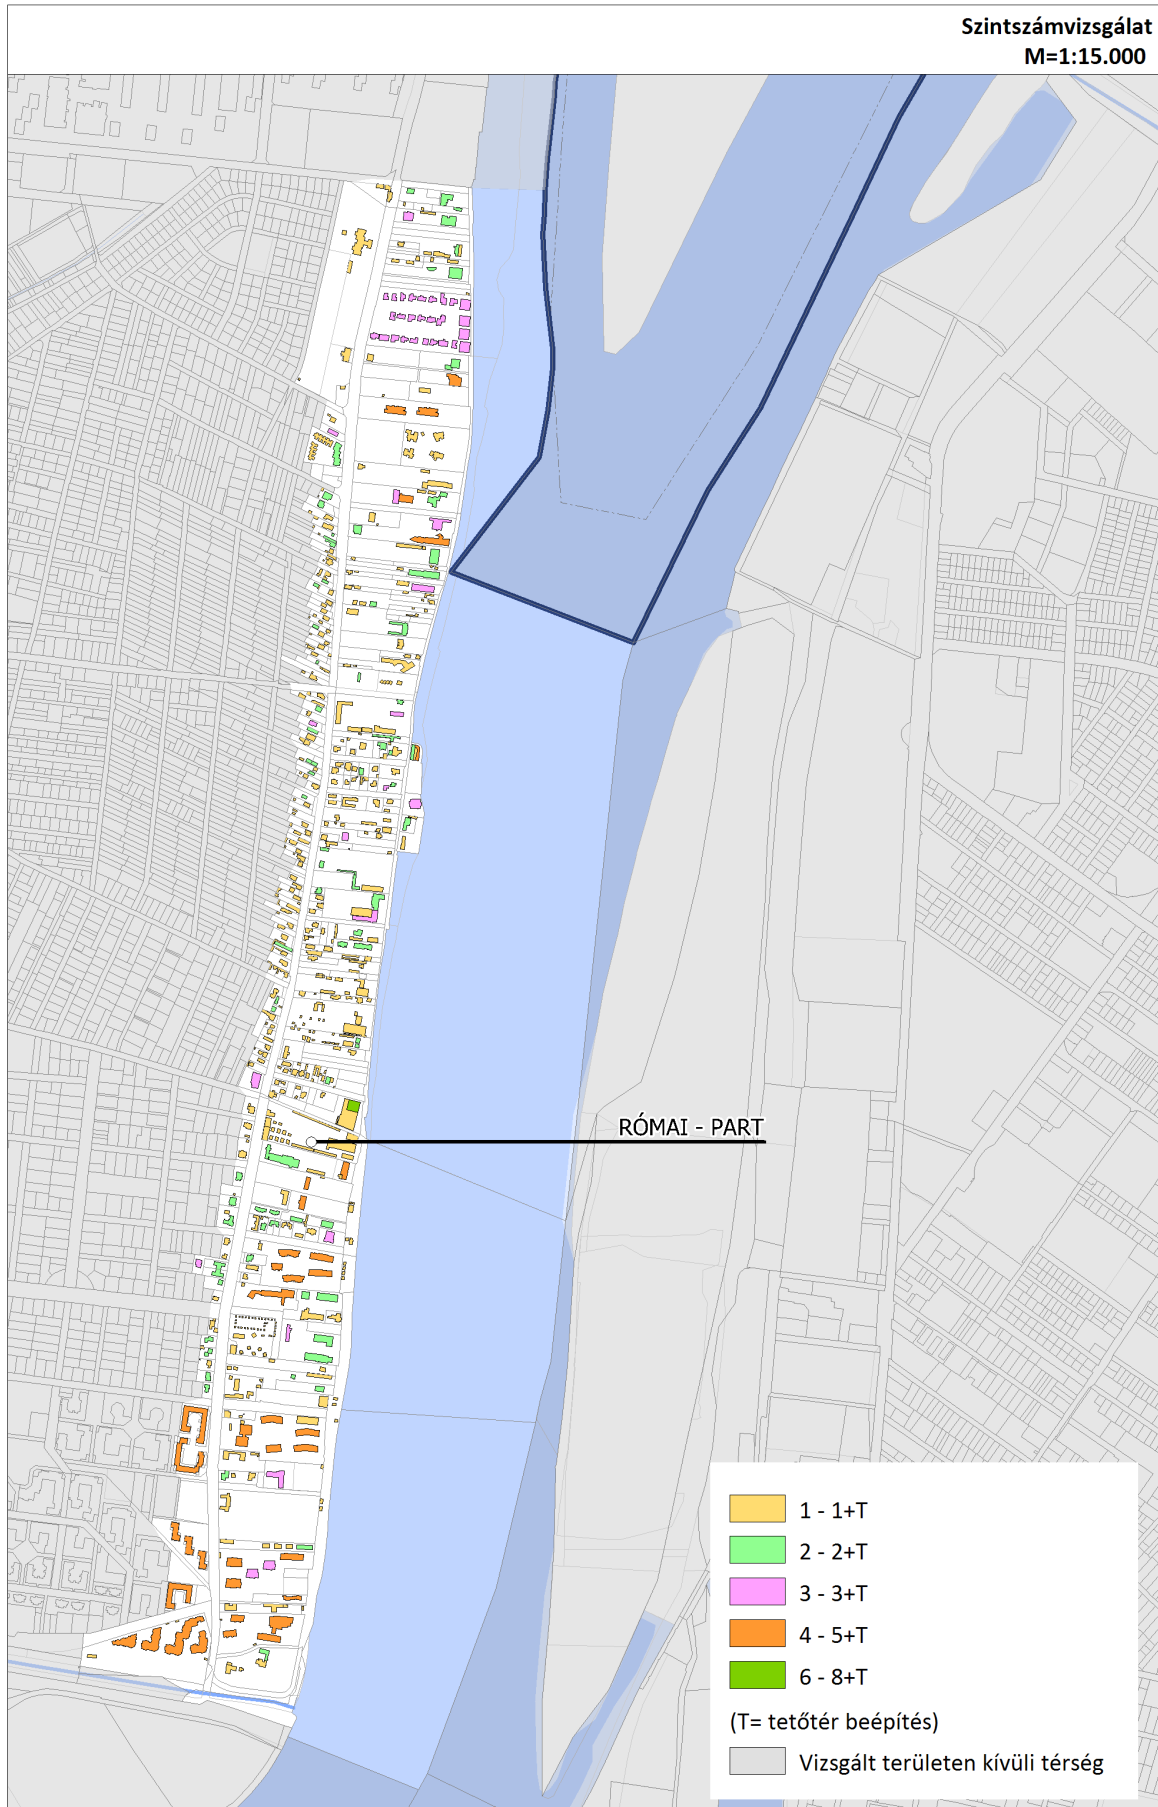 Szintszámvizsgálat
M=1:15.000
RÓMAI - PART
1 - 1+T
2 - 2+T
3 - 3+T
4 - 5+T
6 - 8+T
(T= tetőtér beépítés)
Vizsgált területen kívüli térség